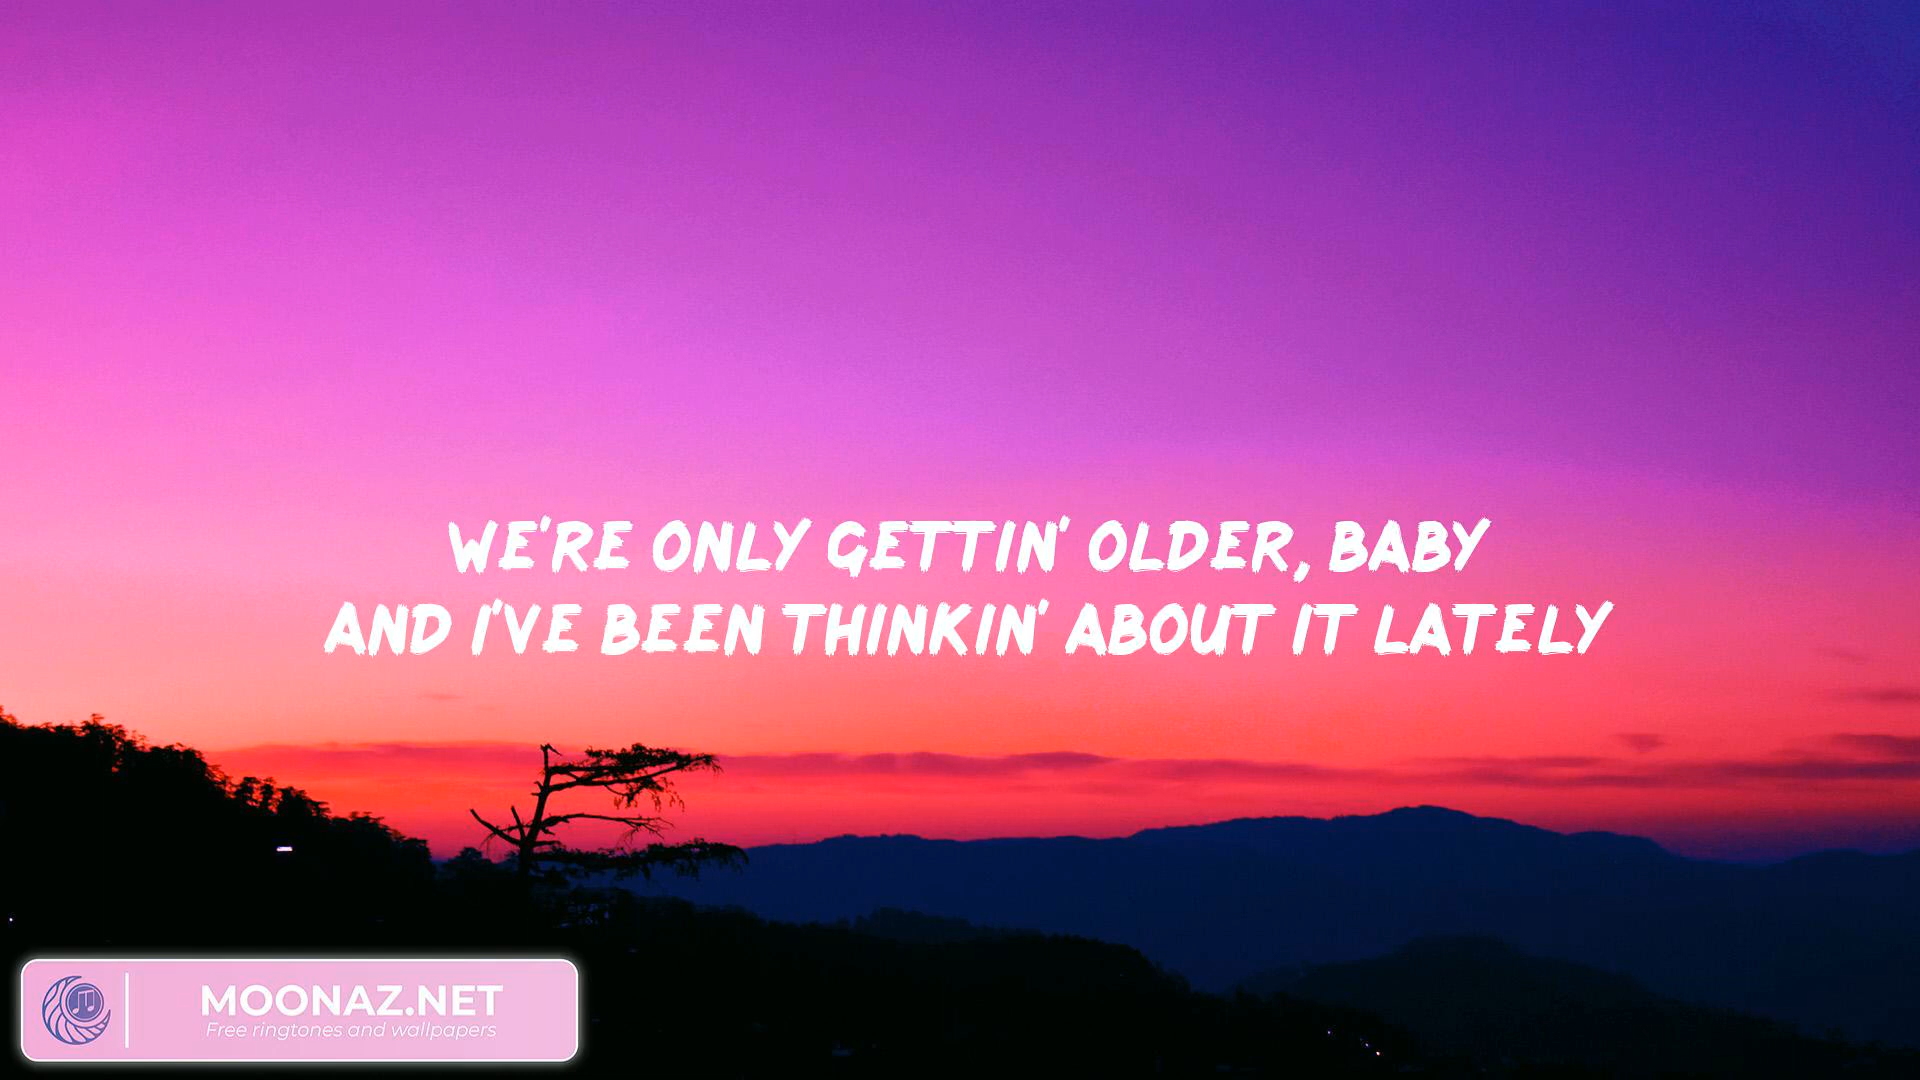 WE'RE ONLY GETTIN' OLDER, BABY
AND I'VE BEEN THINKIN' ABOUT IT LATELY
MOONAZ.NET
Free ringtones and wallpapers